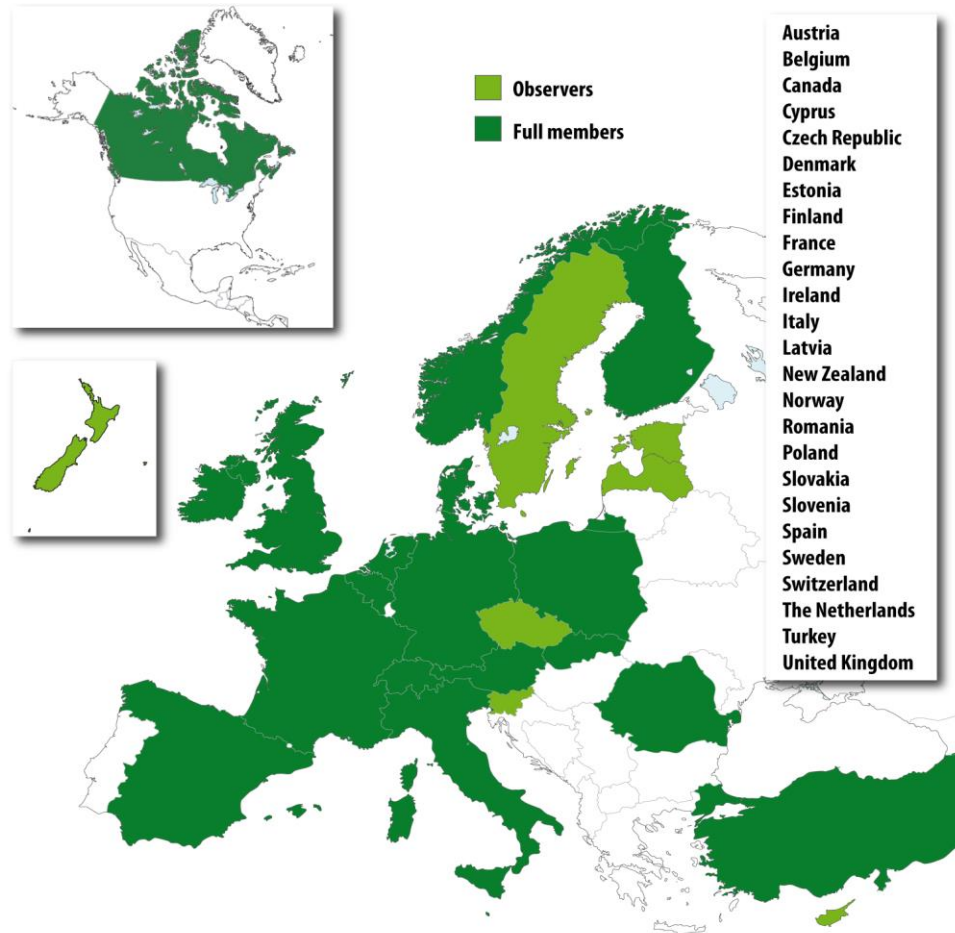 Observers
Full members
Austria
Belgium
Canada
Cyprus
Czech Republic
Denmark
Estonia
Finland
France
Germany
Ireland
Italy
Latvia
New Zealand
Norway
Romania
Poland
Slovakia
Slovenia
Spain
Sweden
Switzerland
The Netherlands
Turkey
United Kingdom